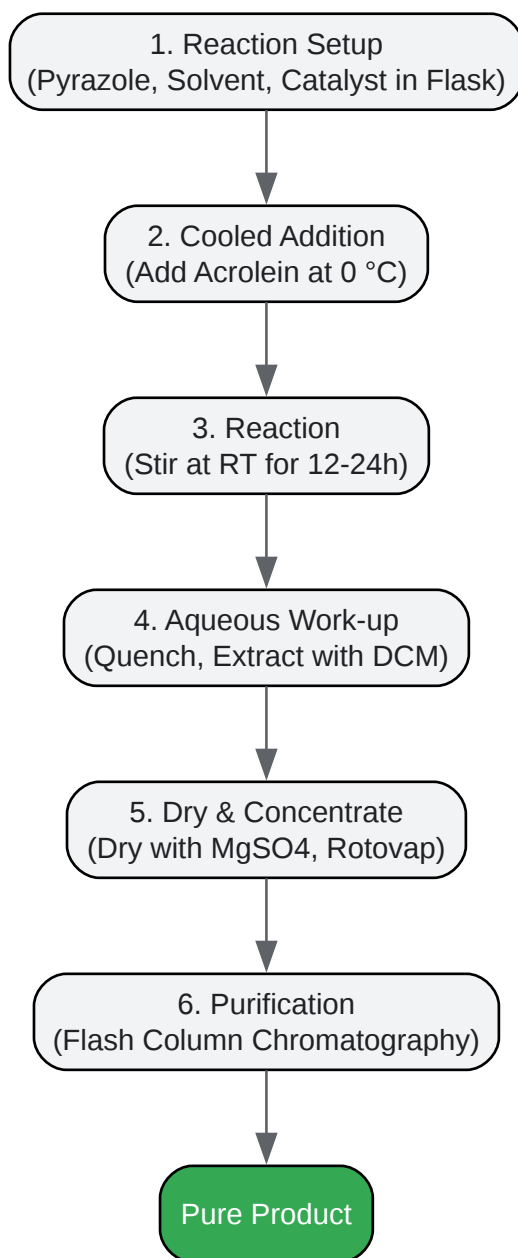 1. Reaction Setup
(Pyrazole, Solvent, Catalyst in Flask)
2. Cooled Addition
(Add Acrolein at 0 °C)
3. Reaction
(Stir at RT for 12-24h)
4. Aqueous Work-up
(Quench, Extract with DCM)
5. Dry & Concentrate
(Dry with MgSO4, Rotovap)
6. Purification
(Flash Column Chromatography)
Pure Product